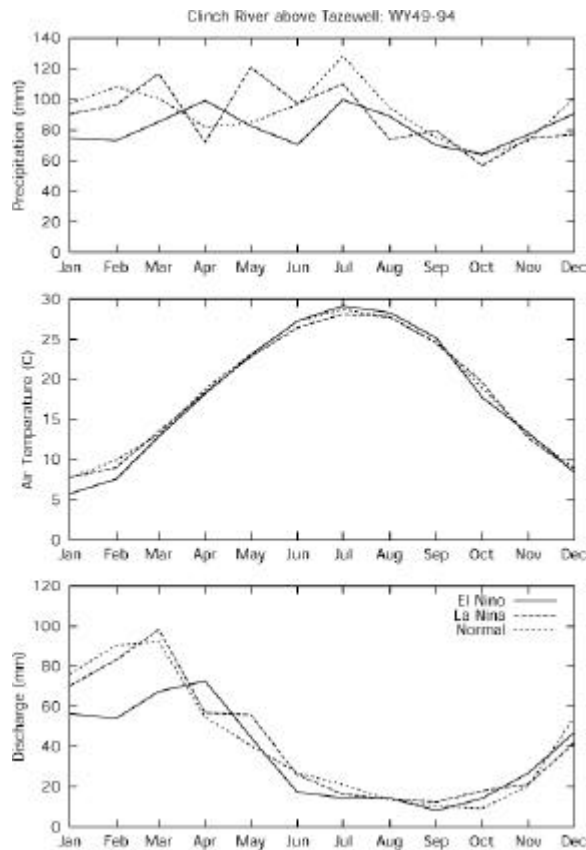 Clinch River above Tazewell: WY49-94
Precipitation (mm)
140
120
100
80
60
40
20
0
Jan Feb Mar Apr May Jun Jul Aug Sep Oct Nov Dec
Air Temperature (C)
30
25
20
15
10
5
0
Jan Feb Mar Apr May Jun Jul Aug Sep Oct Nov Dec
Discharge (mm)
120
100
80
60
40
20
0
El Nino
La Nina
Normal
Jan Feb Mar Apr May Jun Jul Aug Sep Oct Nov Dec